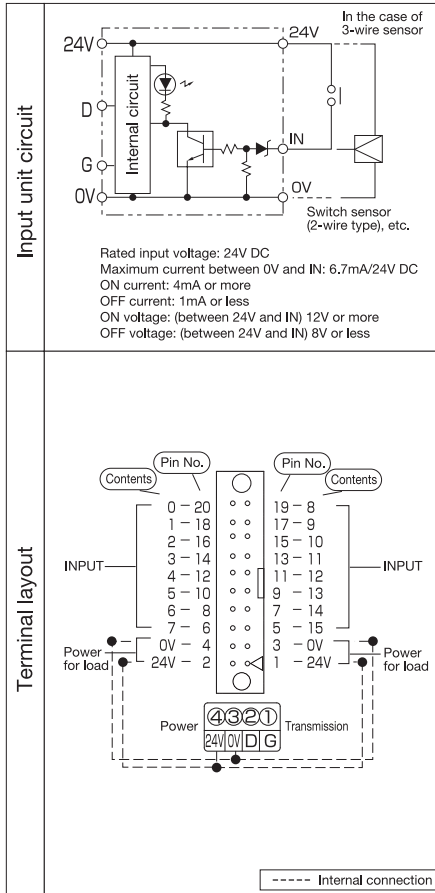 Input unit circuit
24V
D
G
0V
Internal circuit
24V
IN
0V
In the case of
3-wire sensor
Switch sensor
(2-wire type), etc.
Rated input voltage: 24V DC
Maximum current between 0V and IN: 6.7mA/24V DC
ON current: 4mA or more
OFF current: 1mA or less
ON voltage: (between 24V and IN) 12V or more
OFF voltage: (between 24V and IN) 8V or less
Terminal layout
Contents Pin No. Pin No. Contents
0 - 20 19 - 8
1 - 18 17 - 9
2 - 16 15 - 10
3 - 14 13 - 11
INPUT 4 - 12 11 - 12 INPUT
5 - 10 9 - 13
6 - 8 7 - 14
7 - 6 5 - 15
Power 0V - 4 3 - 0V Power
for load 24V - 2 1 - 24V for load
Power ④③②① Transmission
24V 0V D G
----- Internal connection